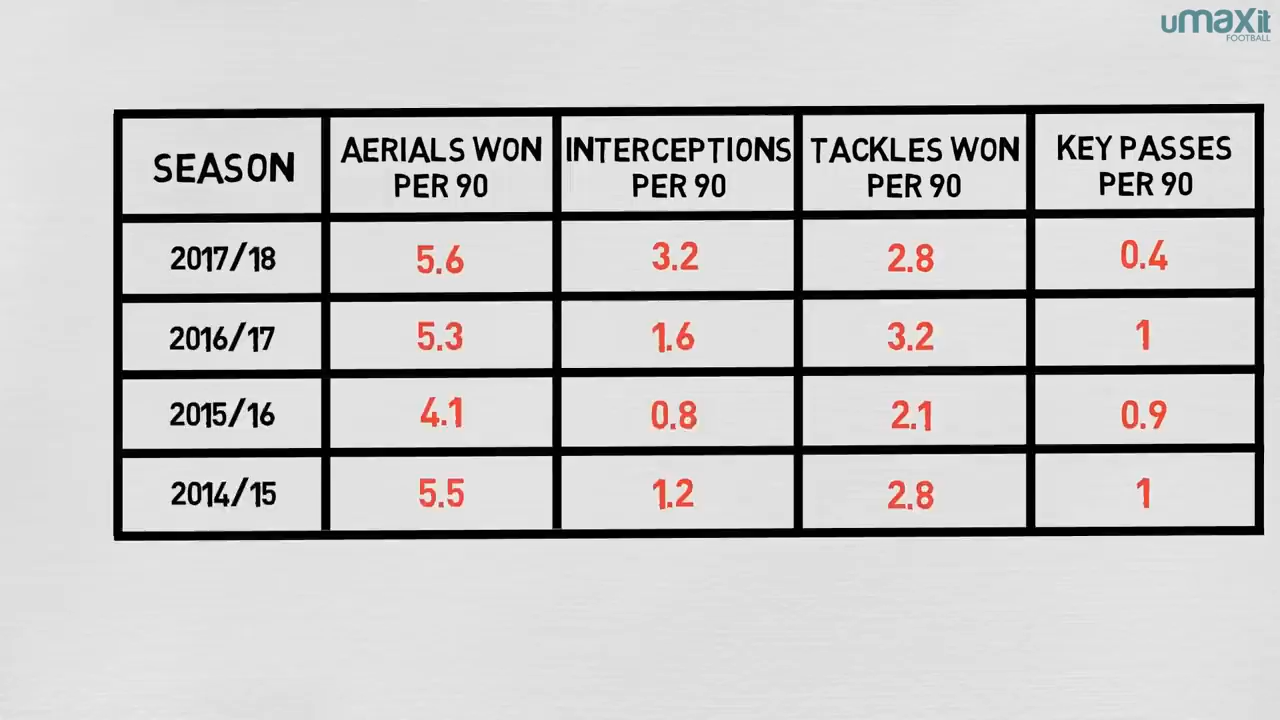 umaxit
FOOTBALL
SEASON
AERIALS WON
PER 90
INTERCEPTIONS
PER 90
TACKLES WON
PER 90
KEY PASSES
PER 90
2017/18 5.6 3.2 2.8 0.4
2016/17 5.3 1.6 3.2 1
2015/16 4.1 0.8 2.1 0.9
2014/15 5.5 1.2 2.8 1